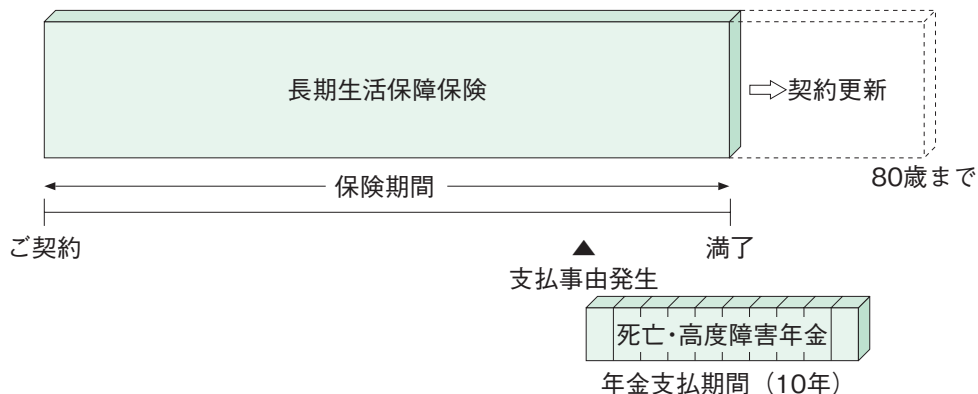 長期生活保障保険
契約更新
80歳まで
保険期間
ご契約
満了
▲
支払事由発生
死亡・高度障害年金
年金支払期間（10年）